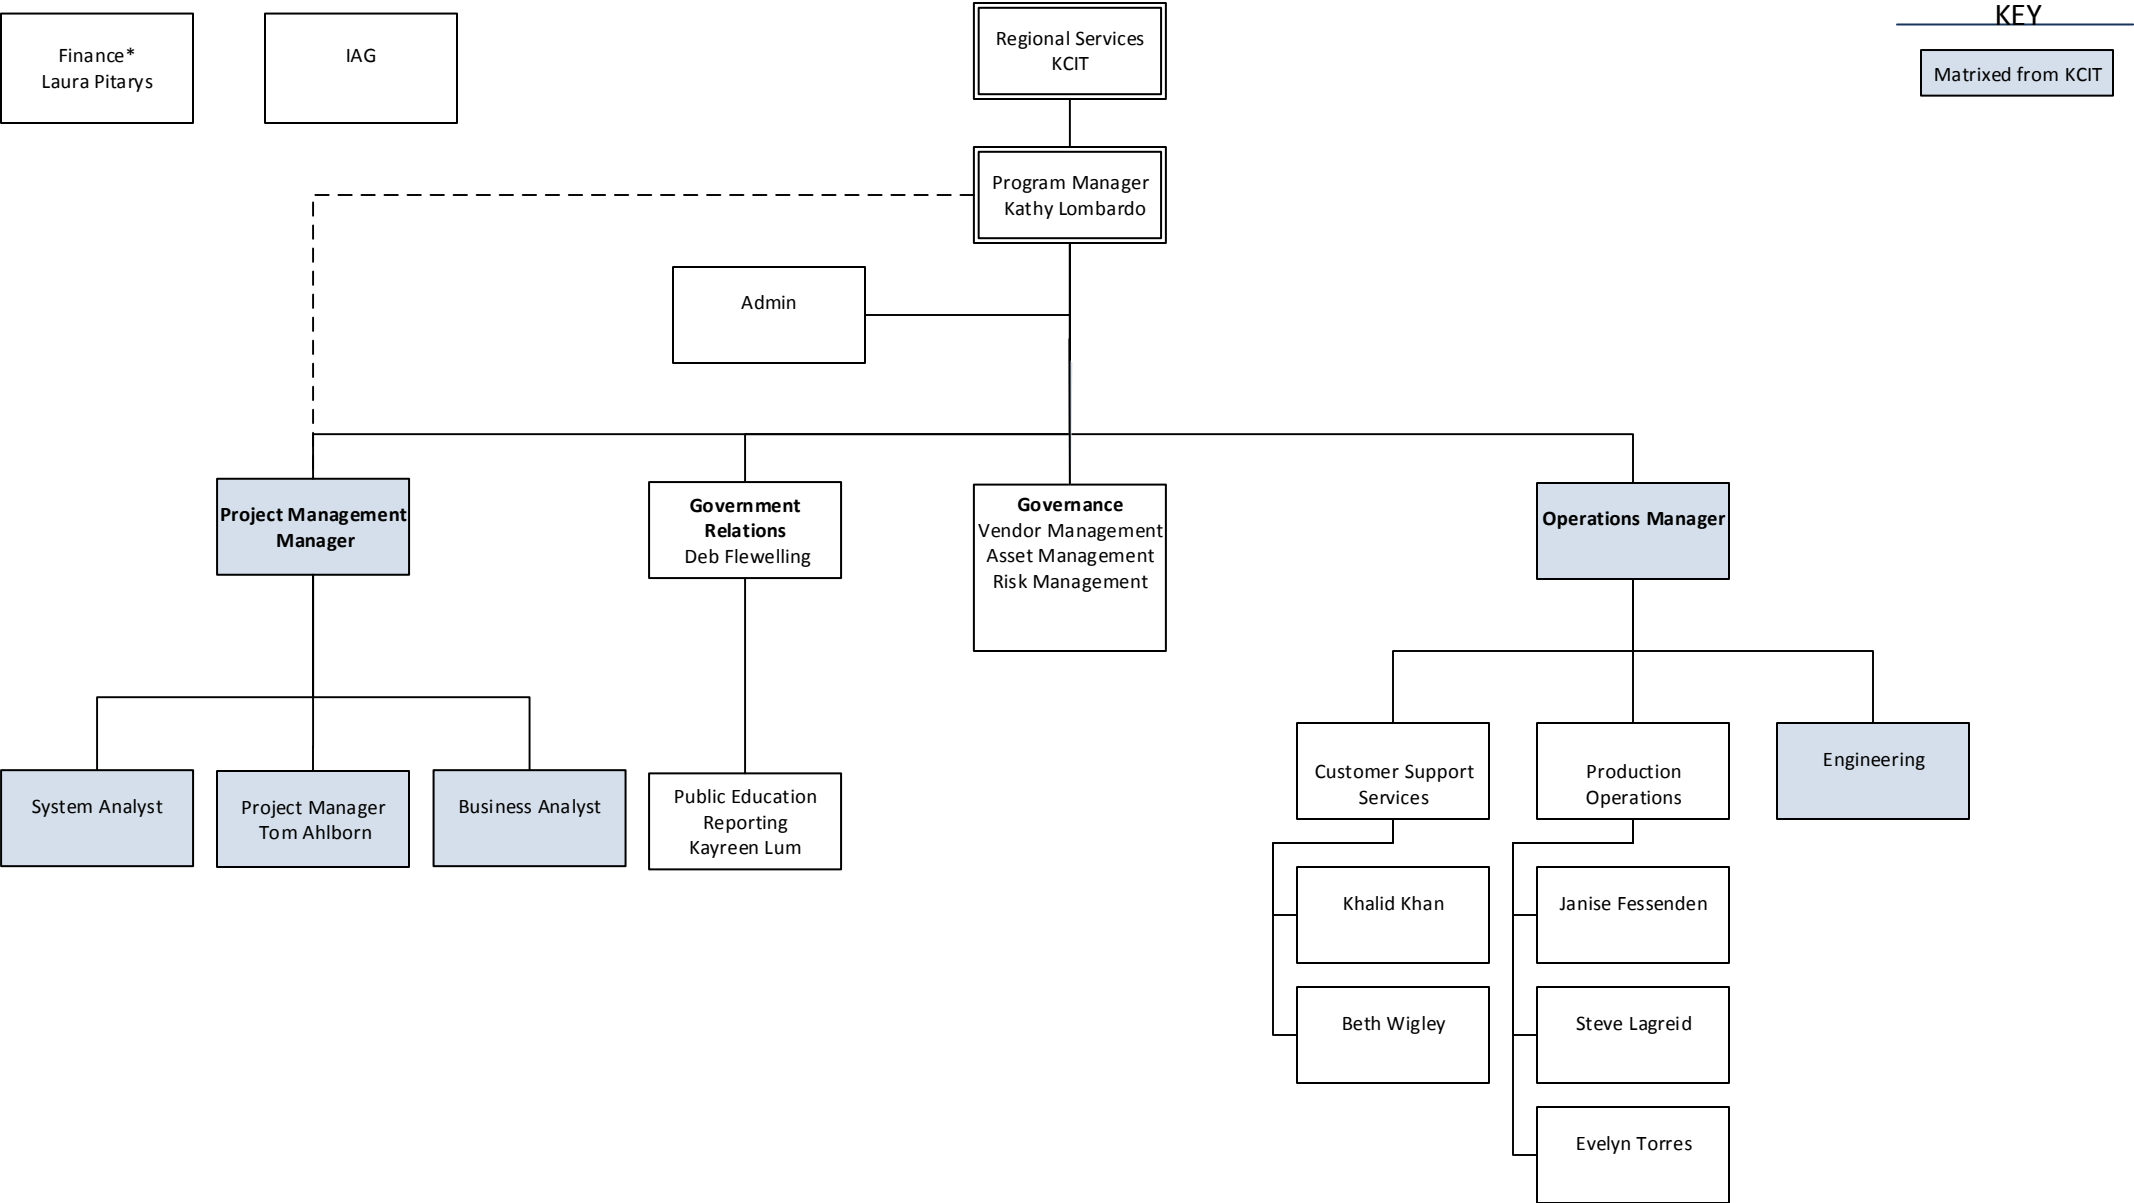 Finance*
Laura Pitarys
IAG
Regional Services
KCIT
KEY
Matrixed from KCIT
Program Manager
Kathy Lombardo
Admin
Project Management
Manager
Government
Relations
Deb Flewelling
Governance
Vendor Management
Asset Management
Risk Management
Operations Manager
System Analyst
Project Manager
Tom Ahlborn
Business Analyst
Public Education
Reporting
Kayreen Lum
Customer Support
Services
Production
Operations
Engineering
Khalid Khan
Janise Fessenden
Beth Wigley
Steve Lagreid
Evelyn Torres